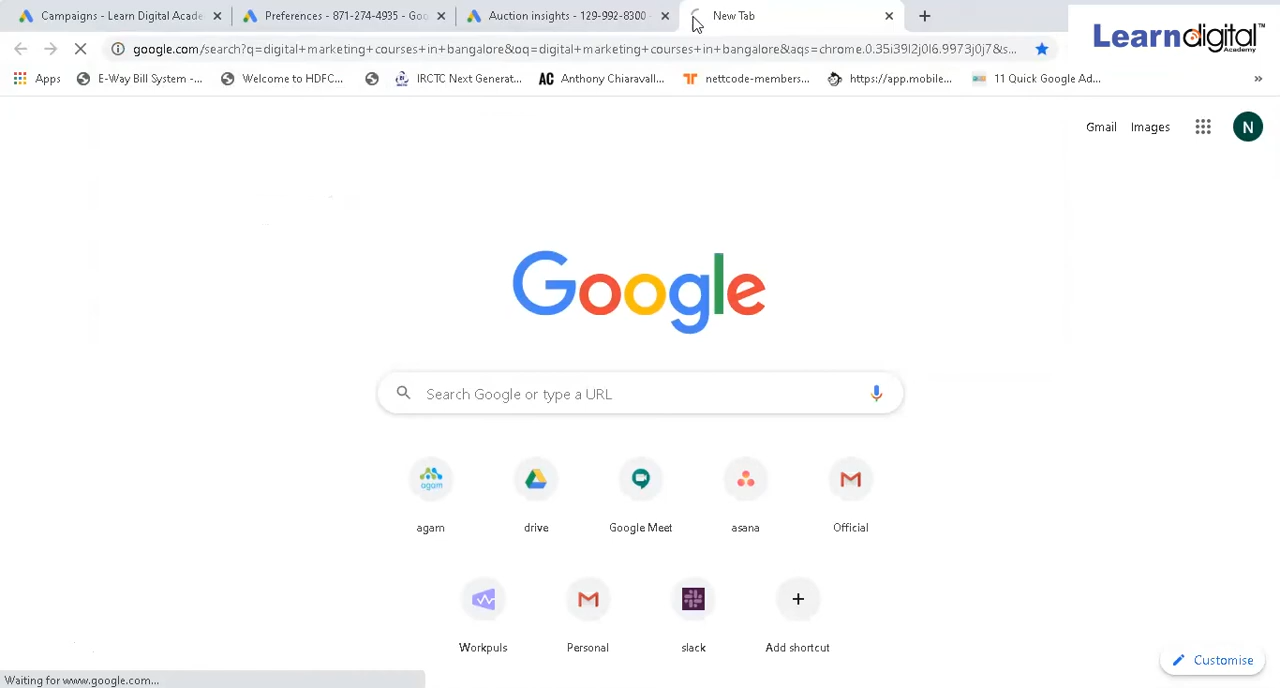 Campaigns - Learn Digital Acade
Preferences - 871-274-4935 - Goo
Auction insights - 129-992-8300 -
New Tab
google.com/search?q=digital+marketing+courses+in+bangalore&oq=digital+marketing+courses+in+bangalore&aqs=chrome.0.35i39l2j0l6.9973j0j7&s...
Learndigital
Academy
Apps
E-Way Bill System -...
Welcome to HDFC...
IRCTC Next Generat...
AC Anthony Chiaravall...
nettcode-members...
https://app.mobile...
11 Quick Google Ad...
»
Gmail
Images
N
Google
Search Google or type a URL
agam
agam
drive
Google Meet
asana
Official
Workpuls
Personal
slack
Add shortcut
Customise
Waiting for www.google.com...